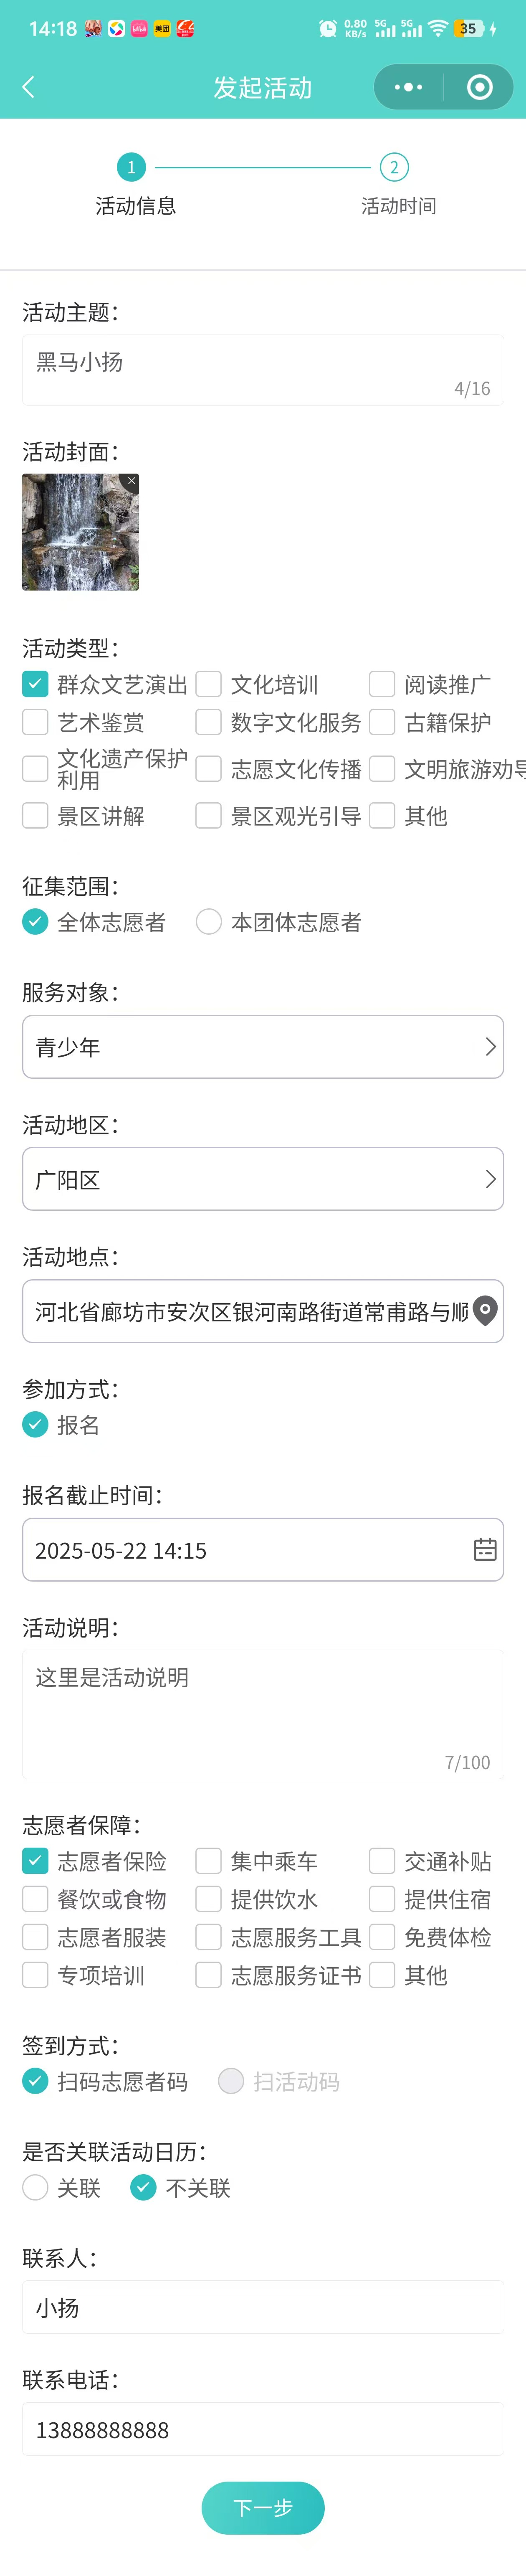 14:18
美团
0.80
KB/s
5G
5G
35
发起活动
1
2
活动信息
活动时间
活动主题：
黑马小扬
4/16
活动封面：
活动类型：
群众文艺演出 文化培训 阅读推广
艺术鉴赏 数字文化服务 古籍保护
文化遗产保护
利用
志愿文化传播 文明旅游劝导
景区讲解 景区观光引导 其他
征集范围：
全体志愿者 本团体志愿者
服务对象：
青少年
活动地区：
广阳区
活动地点：
河北省廊坊市安次区银河南路街道常甫路与顺
参加方式：
报名
报名截止时间：
2025-05-22 14:15
活动说明：
这里是活动说明
7/100
志愿者保障：
志愿者保险 集中乘车 交通补贴
餐饮或食物 提供饮水 提供住宿
志愿者服装 志愿服务工具 免费体检
专项培训 志愿服务证书 其他
签到方式：
扫码志愿者码 扫活动码
是否关联活动日历：
关联 不关联
联系人：
小扬
联系电话：
13888888888
下一步